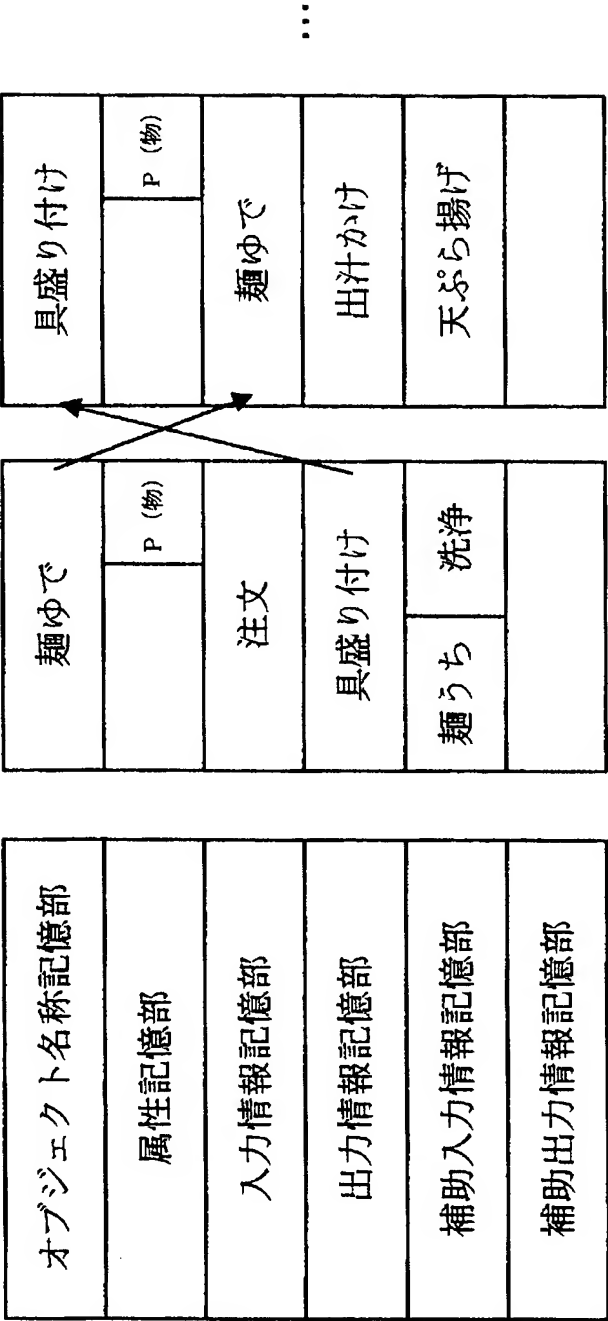 オブジェクト名称記憶部
属性記憶部
入力情報記憶部
出力情報記憶部
補助入力情報記憶部
補助出力情報記憶部
麺ゆで
P (物)
注文
具盛り付け
麺うち 洗浄
具盛り付け
P (物)
麺ゆで
出汁かけ
天ぷら揚げ
…